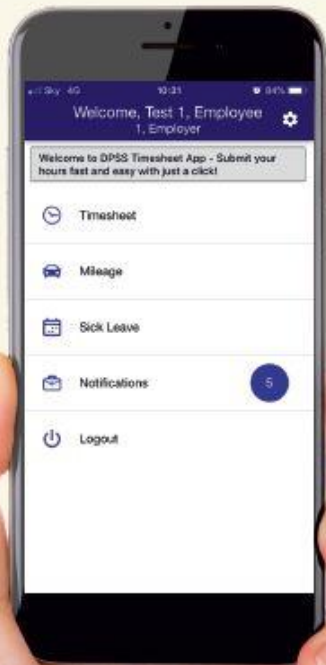 Sky 4G 10:31 84%
Welcome, Test 1, Employee
1, Employer
Welcome to DPSS Timesheet App - Submit your
hours fast and easy with just a click!
Timesheet
Mileage
Sick Leave
Notifications 5
Logout